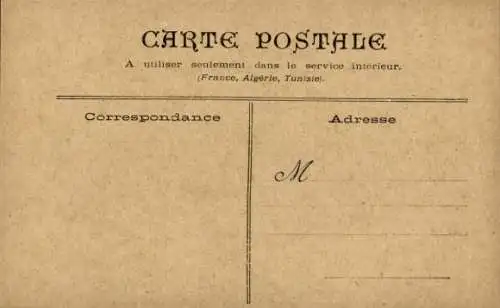 CARTE POSTALE
A utiliser seulement dans le service intérieur.
(France, Algérie, Tunisie).
Correspondance
Adresse
M